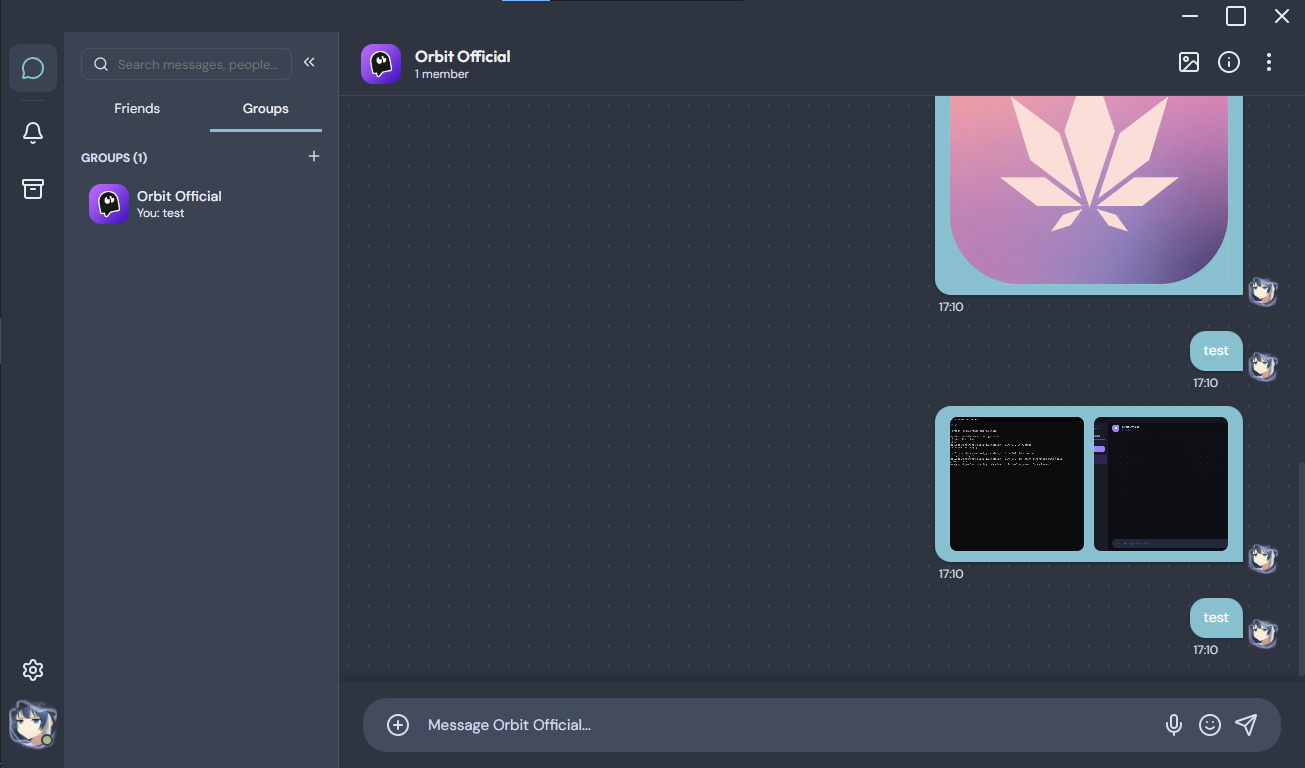 Search messages, people...
Friends
Groups
GROUPS (1)
Orbit Official
You: test
Orbit Official
1 member
17:10
test
17:10
17:10
test
17:10
Message Orbit Official...